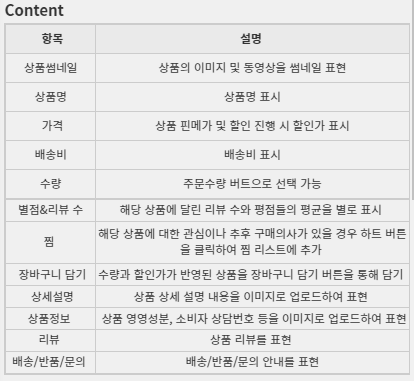 Content
항목 설명
상품썸네일 상품의 이미지 및 동영상을 썸네일 표현
상품명 상품명 표시
가격 상품 핀메가 및 할인 진행 시 할인가 표시
배송비 배송비 표시
수량 주문수량 버트으로 선택 가능
별점&리뷰 수 해당 상품에 달린 리뷰 수와 평점들의 평균을 별로 표시
찜 해당 상품에 대한 관심이나 추후 구매의사가 있을 경우 하트 버튼
을 클릭하여 찜 리스트에 추가
장바구니 담기 수량과 할인가가 반영된 상품을 장바구니 담기 버튼을 통해 담기
상세설명 상품 상세 설명 내용을 이미지로 업로드하여 표현
상품정보 상품 영영성분, 소비자 상담번호 등을 이미지로 업로드하여 표현
리뷰 상품 리뷰를 표현
배송/반품/문의 배송/반품/문의 안내를 표현